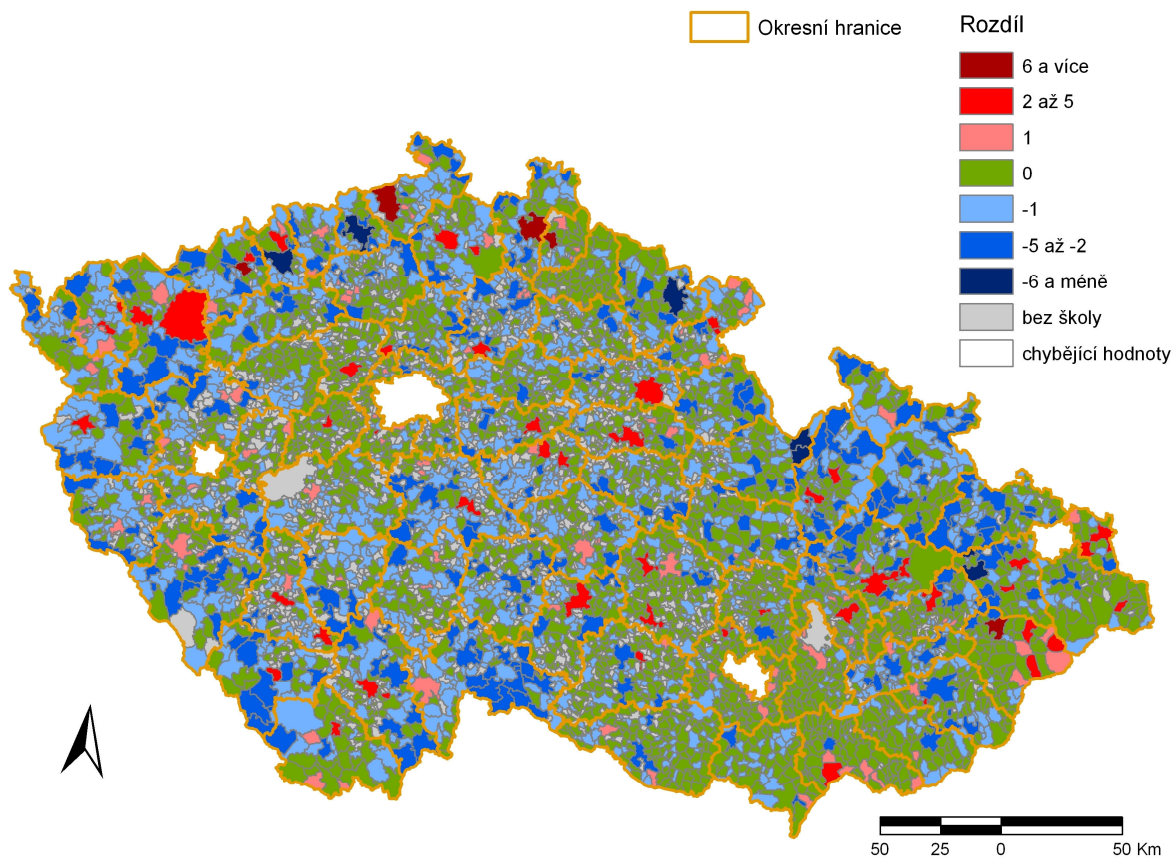 Okresní hranice
Rozdíl
6 a více
2 až 5
1
0
-1
-5 až -2
-6 a méně
bez školy
chybějící hodnoty
50 25 0 50 Km